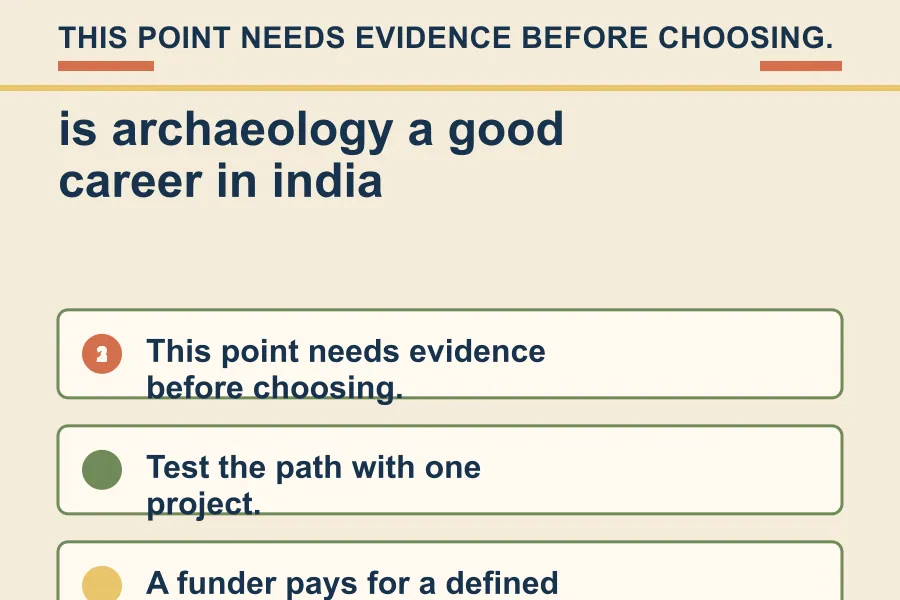 THIS POINT NEEDS EVIDENCE BEFORE CHOOSING.
is archaeology a good
career in india
This point needs evidence
before choosing.
Test the path with one
project.
A funder pays for a defined